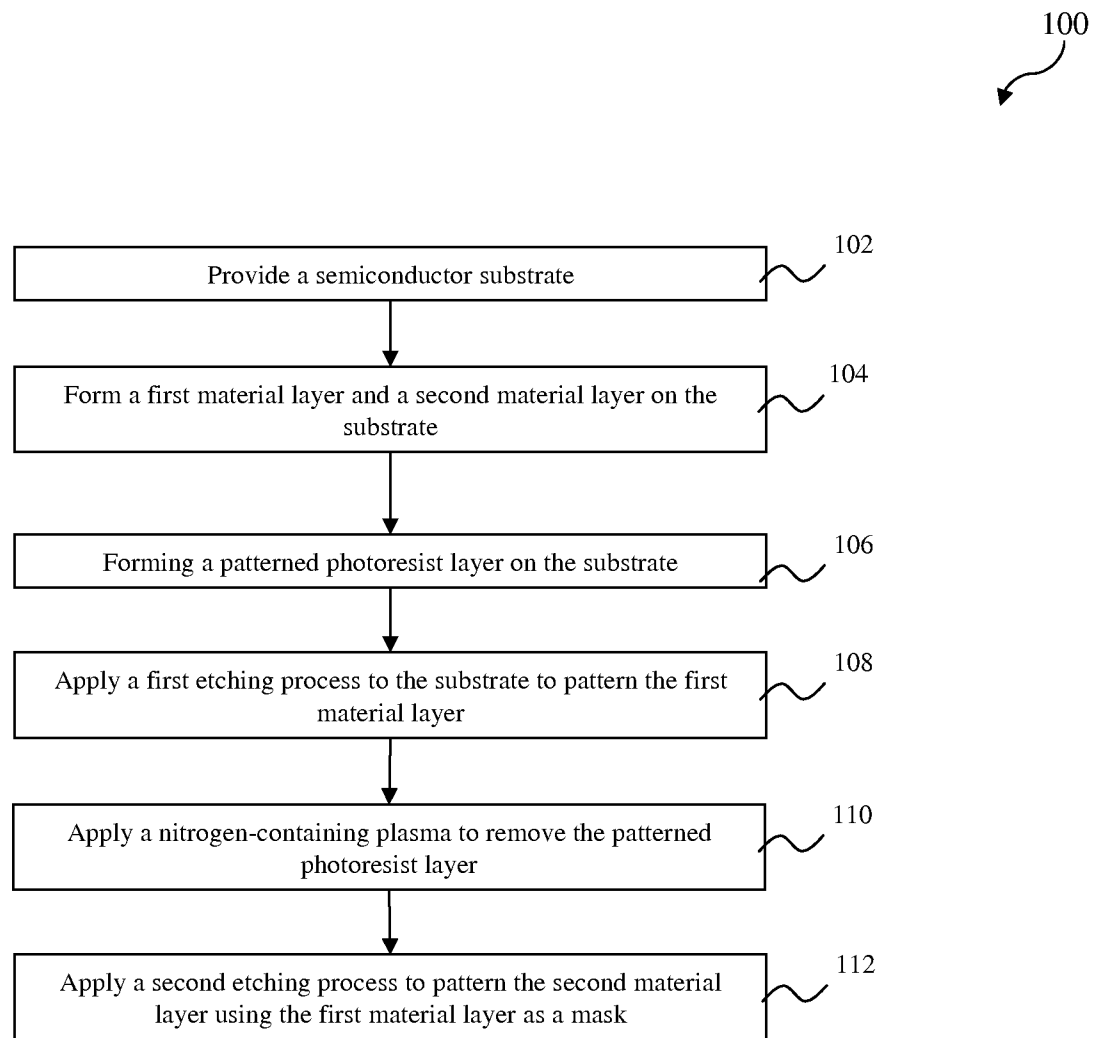 100
102
Provide a semiconductor substrate
104
Form a first material layer and a second material layer on the
substrate
106
Forming a patterned photoresist layer on the substrate
108
Apply a first etching process to the substrate to pattern the first
material layer
110
Apply a nitrogen-containing plasma to remove the patterned
photoresist layer
112
Apply a second etching process to pattern the second material
layer using the first material layer as a mask